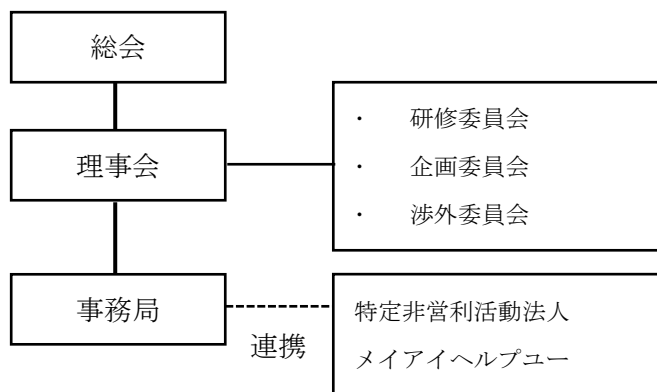 総会
理事会
・ 研修委員会
・ 企画委員会
・ 渉外委員会
事務局
連携
特定非営利活動法人
メイアイヘルプユー